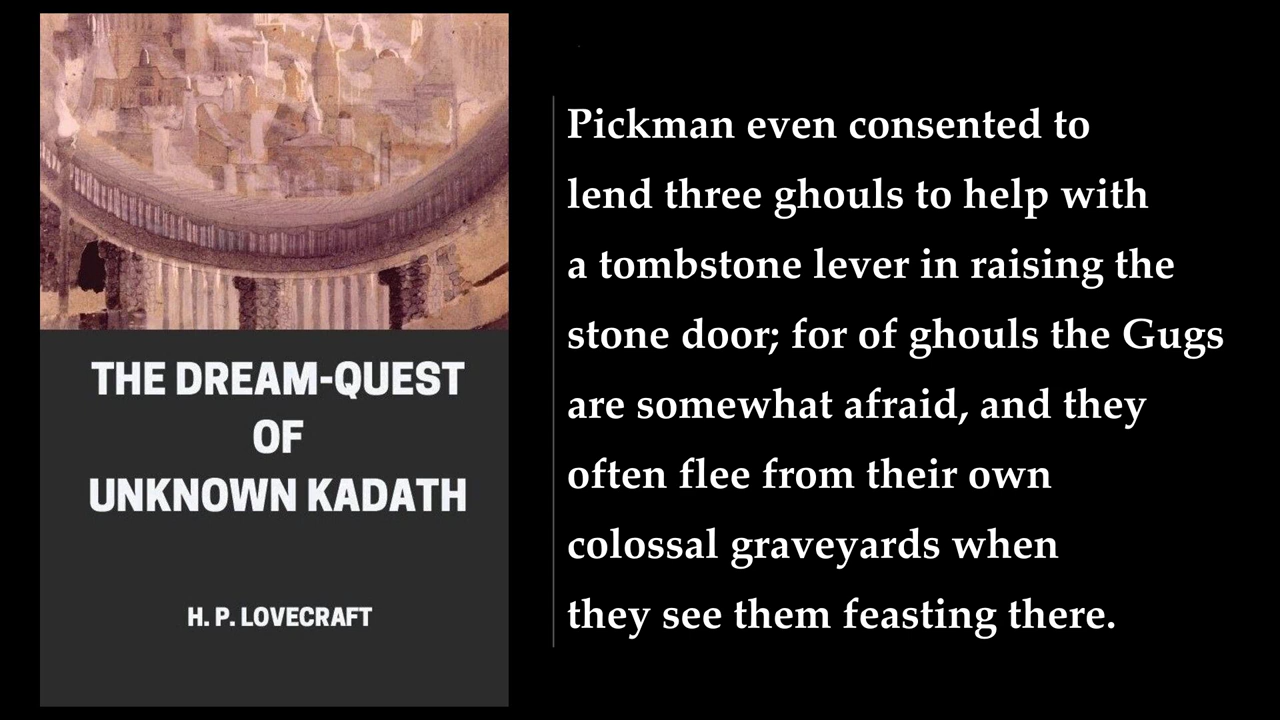 THE DREAM-QUEST
OF
UNKNOWN KADATH
H. P. LOVECRAFT
Pickman even consented to
lend three ghouls to help with
a tombstone lever in raising the
stone door; for of ghouls the Gugs
are somewhat afraid, and they
often flee from their own
colossal graveyards when
they see them feasting there.